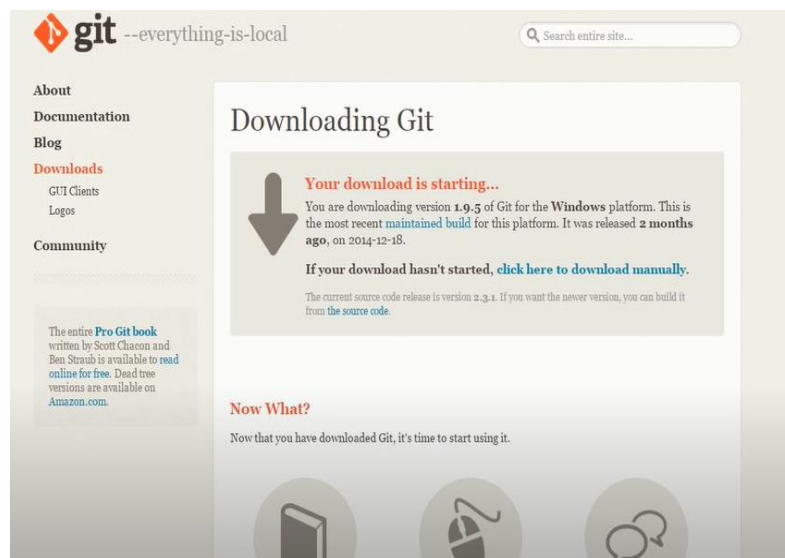 git --everything-is-local
Search entire site...
About
Documentation
Blog
Downloads
GUI Clients
Logos
Community
The entire Pro Git book
written by Scott Chacon and
Ben Straub is available to read
online for free. Dead tree
versions are available on
Amazon.com.
Downloading Git
Your download is starting...
You are downloading version 1.9.5 of Git for the Windows platform. This is
the most recent maintained build for this platform. It was released 2 months
ago, on 2014-12-18.
If your download hasn't started, click here to download manually.
The current source code release is version 2.3.1. If you want the newer version, you can build it
from the source code.
Now What?
Now that you have downloaded Git, it's time to start using it.